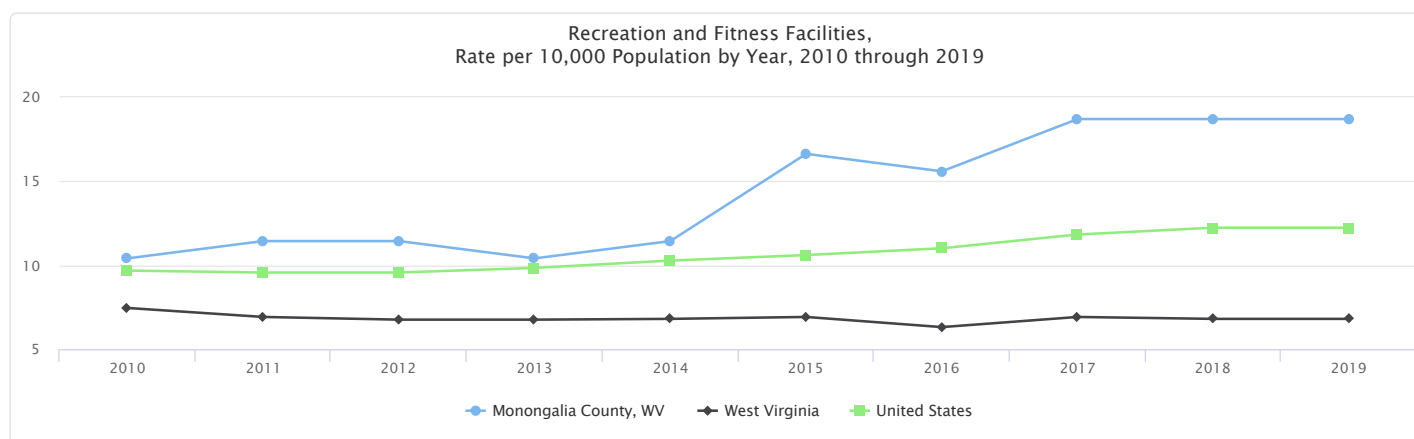 Recreation and Fitness Facilities,
Rate per 10,000 Population by Year, 2010 through 2019
20
15
10
5
2010 2011 2012 2013 2014 2015 2016 2017 2018 2019
Monongalia County, WV West Virginia United States